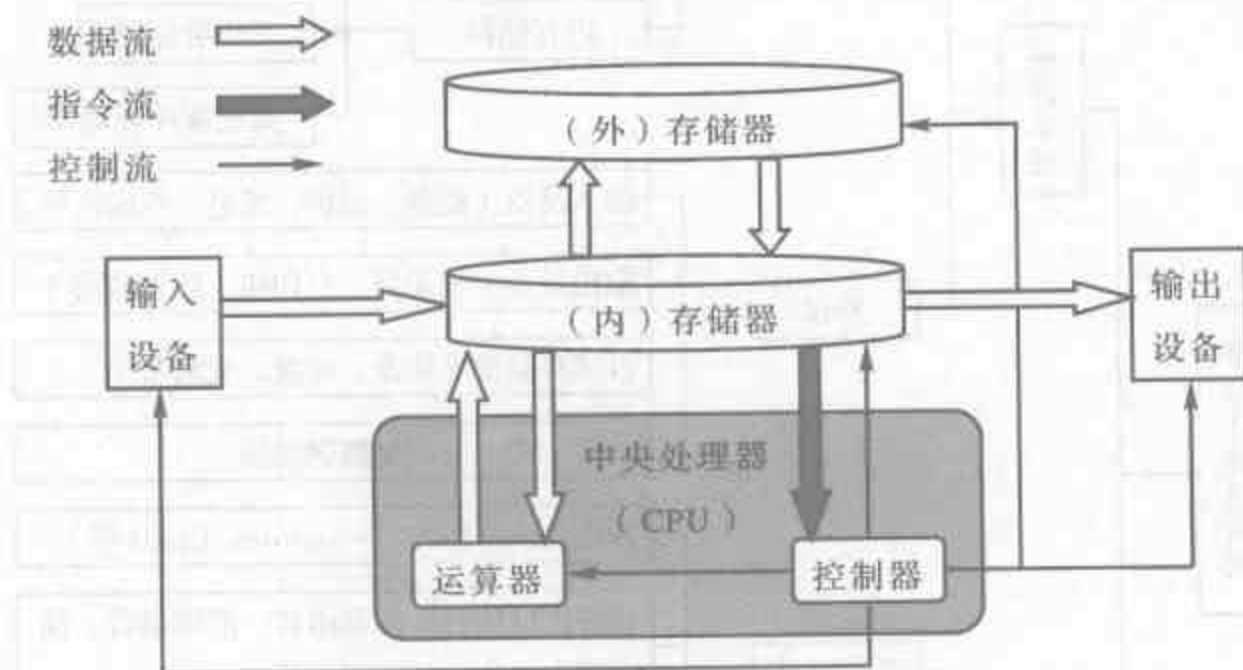 数据流
指令流
控制流
（外）存储器
（内）存储器
输入
设备
输出
设备
中央处理器
（CPU）
运算器
控制器